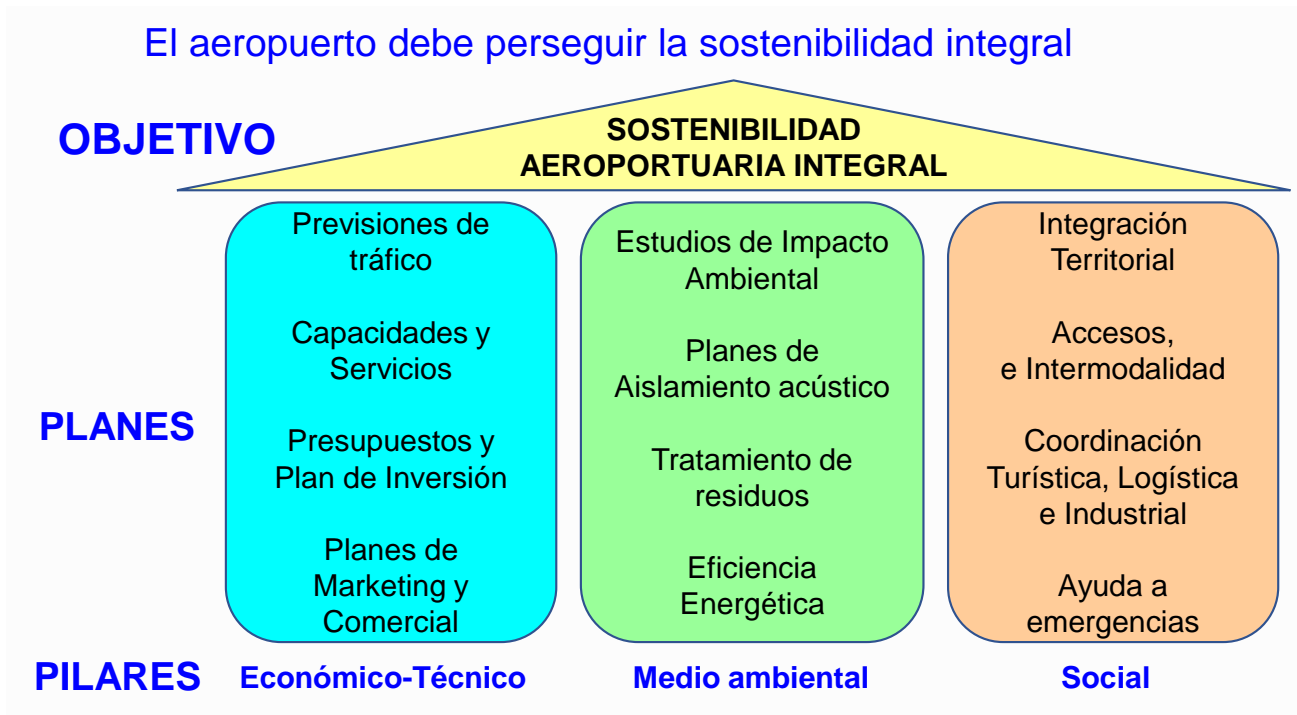 El aeropuerto debe perseguir la sostenibilidad integral
OBJETIVO
SOSTENIBILIDAD
AEROPORTUARIA INTEGRAL
PLANES
Previsiones de
tráfico
Capacidades y
Servicios
Presupuestos y
Plan de Inversión
Planes de
Marketing y
Comercial
Estudios de Impacto
Ambiental
Planes de
Aislamiento acústico
Tratamiento de
residuos
Eficiencia
Energética
Integración
Territorial
Accesos,
e Intermodalidad
Coordinación
Turística, Logística
e Industrial
Ayuda a
emergencias
PILARES
Económico-Técnico
Medio ambiental
Social